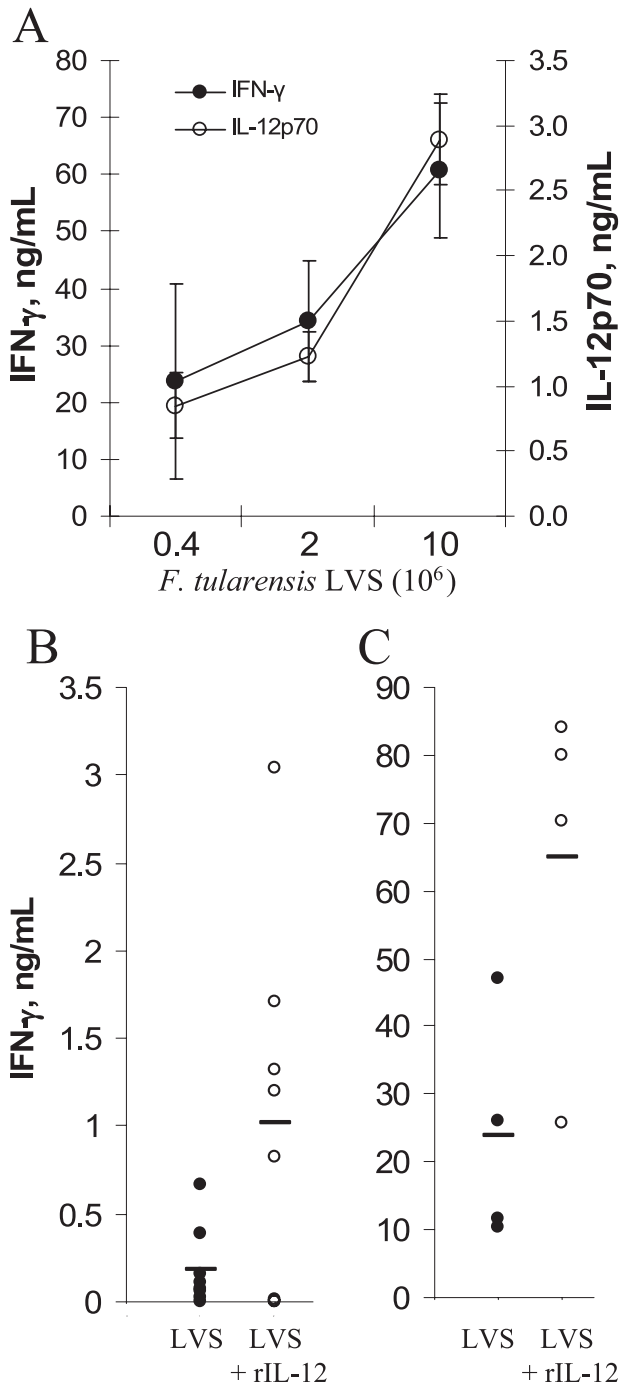 A
80
70
60
50
40
30
20
10
0
IFN-γ, ng/mL
IFN-γ
IL-12p70
3.5
3.0
2.5
2.0
1.5
1.0
0.5
0.0
IL-12p70, ng/mL
0.4 2 10
F. tularensis LVS (10⁶)
B
3.5
3
2.5
2
1.5
1
0.5
0
IFN-γ, ng/mL
LVS LVS
+ rIL-12
C
90
80
70
60
50
40
30
20
10
0
LVS LVS
+ rIL-12